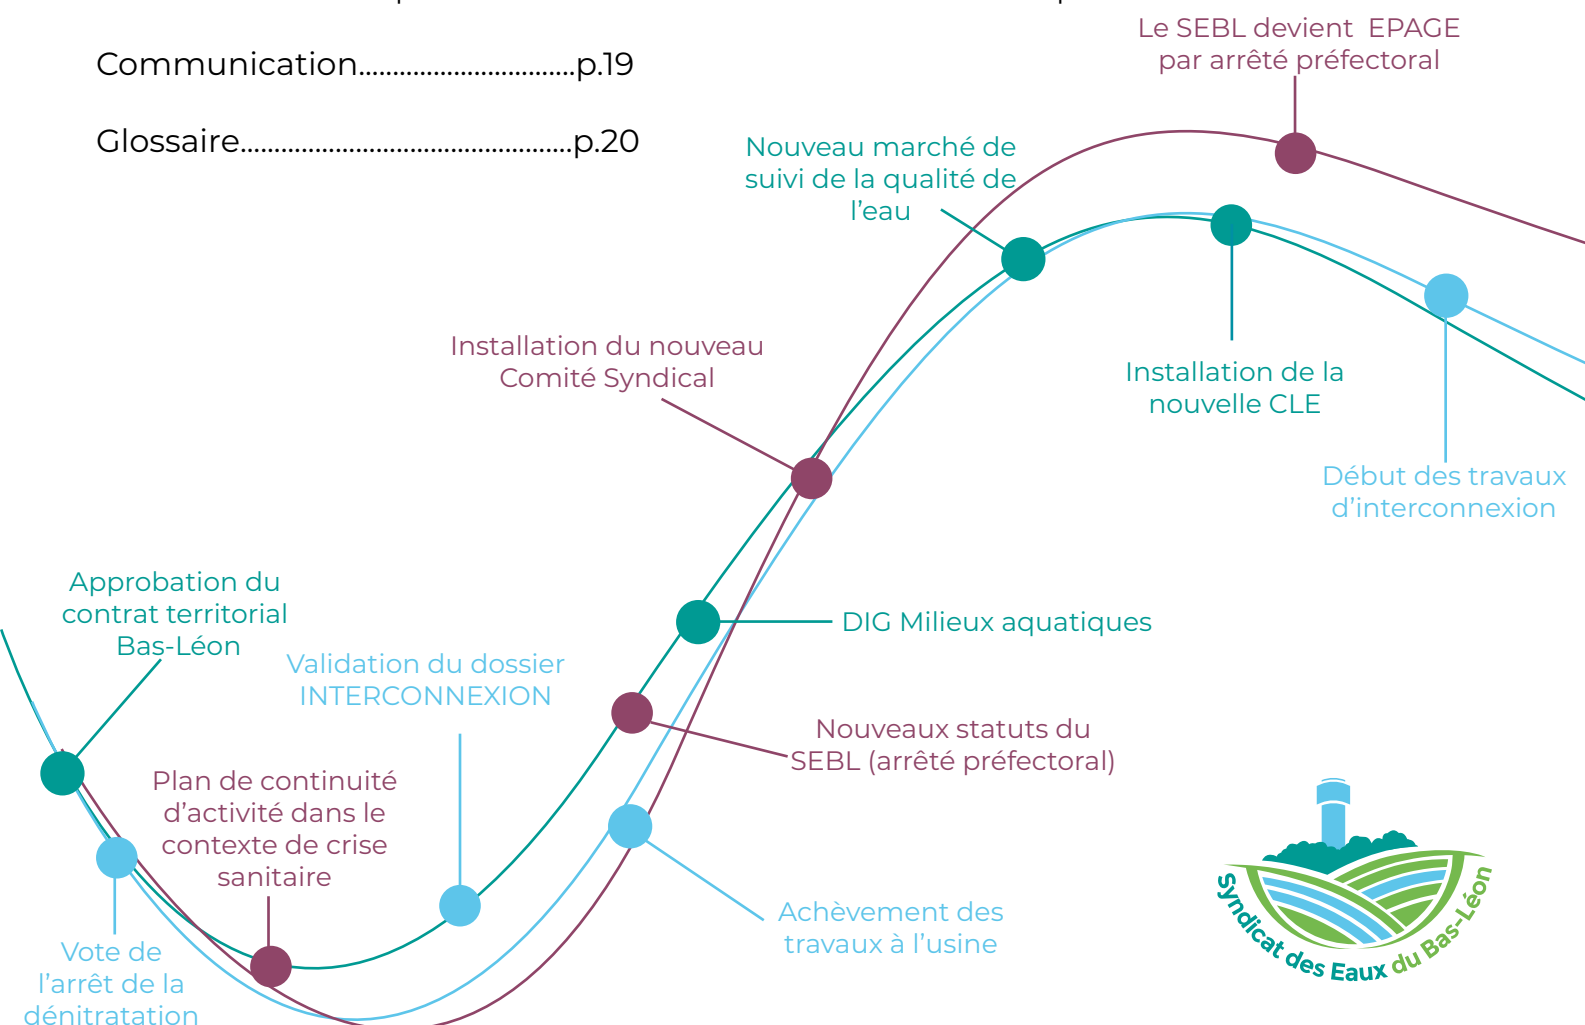 Communication................................p.19
Glossaire.................................................p.20
Le SEBL devient EPAGE
par arrêté préfectoral
Nouveau marché de
suivi de la qualité de
l’eau
Installation du nouveau
Comité Syndical
Installation de la
nouvelle CLE
Début des travaux
d’interconnexion
Approbation du
contrat territorial
Bas-Léon
DIG Milieux aquatiques
Validation du dossier
INTERCONNEXION
Nouveaux statuts du
SEBL (arrêté préfectoral)
Plan de continuité
d’activité dans le
contexte de crise
sanitaire
Achèvement des
travaux à l’usine
Vote de
l’arrêt de la
dénitratation
Syndicat des Eaux du Bas-Léon